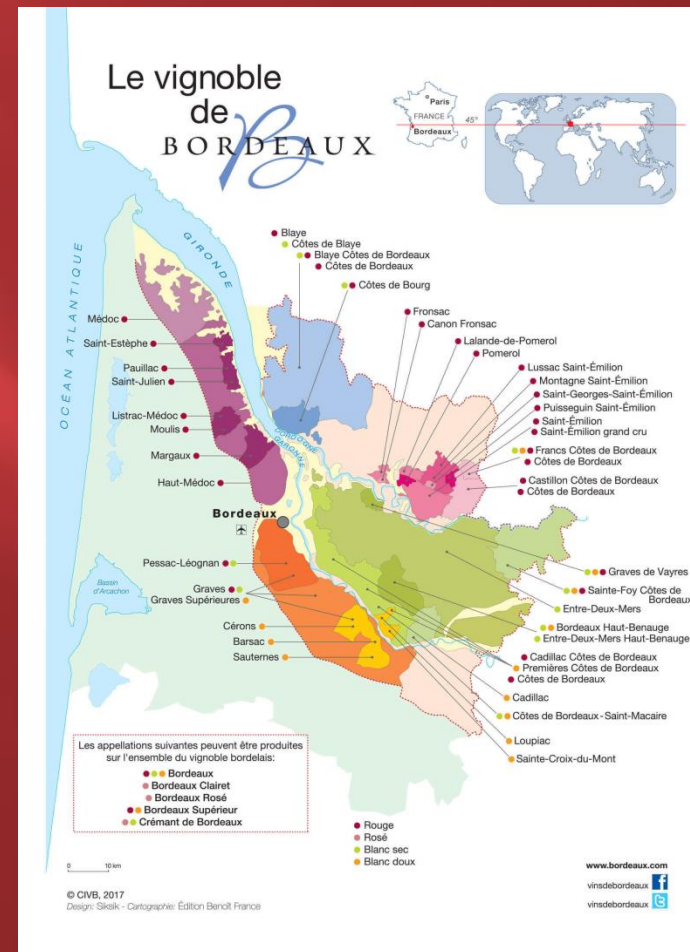 Le vignoble
de
BORDEAUX
B
Paris
FRANCE
Bordeaux
45°
OCÉAN ATLANTIQUE
GIRONDE
DORDOGNE
GARONNE
Blaye
Côtes de Blaye
Blaye Côtes de Bordeaux
Côtes de Bordeaux
Côtes de Bourg
Fronsac
Canon Fronsac
Lalande-de-Pomerol
Pomerol
Lussac Saint-Émilion
Montagne Saint-Émilion
Saint-Georges-Saint-Émilion
Puisseguin Saint-Émilion
Saint-Émilion
Saint-Émilion grand cru
Francs Côtes de Bordeaux
Côtes de Bordeaux
Castillon Côtes de Bordeaux
Côtes de Bordeaux
Médoc
Saint-Estèphe
Pauillac
Saint-Julien
Listrac-Médoc
Moulis
Margaux
Haut-Médoc
Bordeaux
Pessac-Léognan
Bassin
d'Arcachon
Graves
Graves Supérieures
Cérons
Barsac
Sauternes
Graves de Vayres
Sainte-Foy Côtes de
Bordeaux
Entre-Deux-Mers
Bordeaux Haut-Benauge
Entre-Deux-Mers Haut-Benauge
Cadillac Côtes de Bordeaux
Premières Côtes de Bordeaux
Côtes de Bordeaux
Cadillac
Côtes de Bordeaux-Saint-Macaire
Loupiac
Sainte-Croix-du-Mont
Les appellations suivantes peuvent être produites
sur l'ensemble du vignoble bordelais:
Bordeaux
Bordeaux Clairet
Bordeaux Rosé
Bordeaux Supérieur
Crémant de Bordeaux
Rouge
Rosé
Blanc sec
Blanc doux
0 10 km
© CIVB, 2017
Design: Siksik - Cartographie: Édition Benoît France
www.bordeaux.com
vinsdebordeaux
vinsdebordeaux